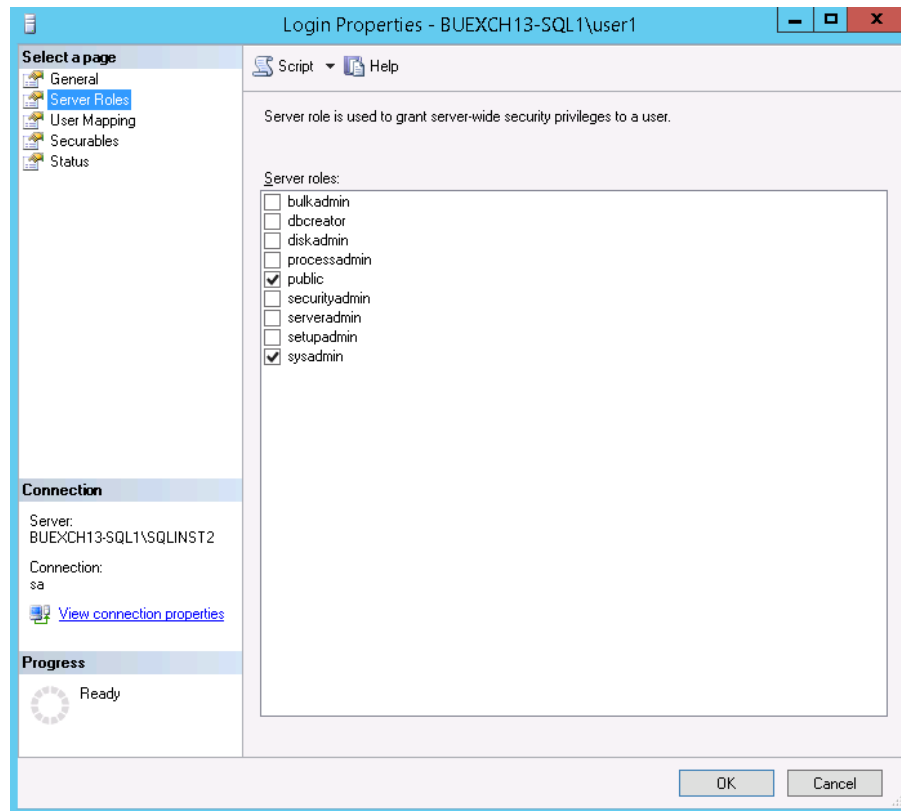 Login Properties - BUEXCH13-SQL1\user1
Select a page
General
Server Roles
User Mapping
Securables
Status
Script
Help
Server role is used to grant server-wide security privileges to a user.
Server roles:
bulkadmin
dbcreator
diskadmin
processadmin
public
securityadmin
serveradmin
setupadmin
sysadmin
Connection
Server:
BUEXCH13-SQL1\SQLINST2
Connection:
sa
View connection properties
Progress
Ready
OK
Cancel